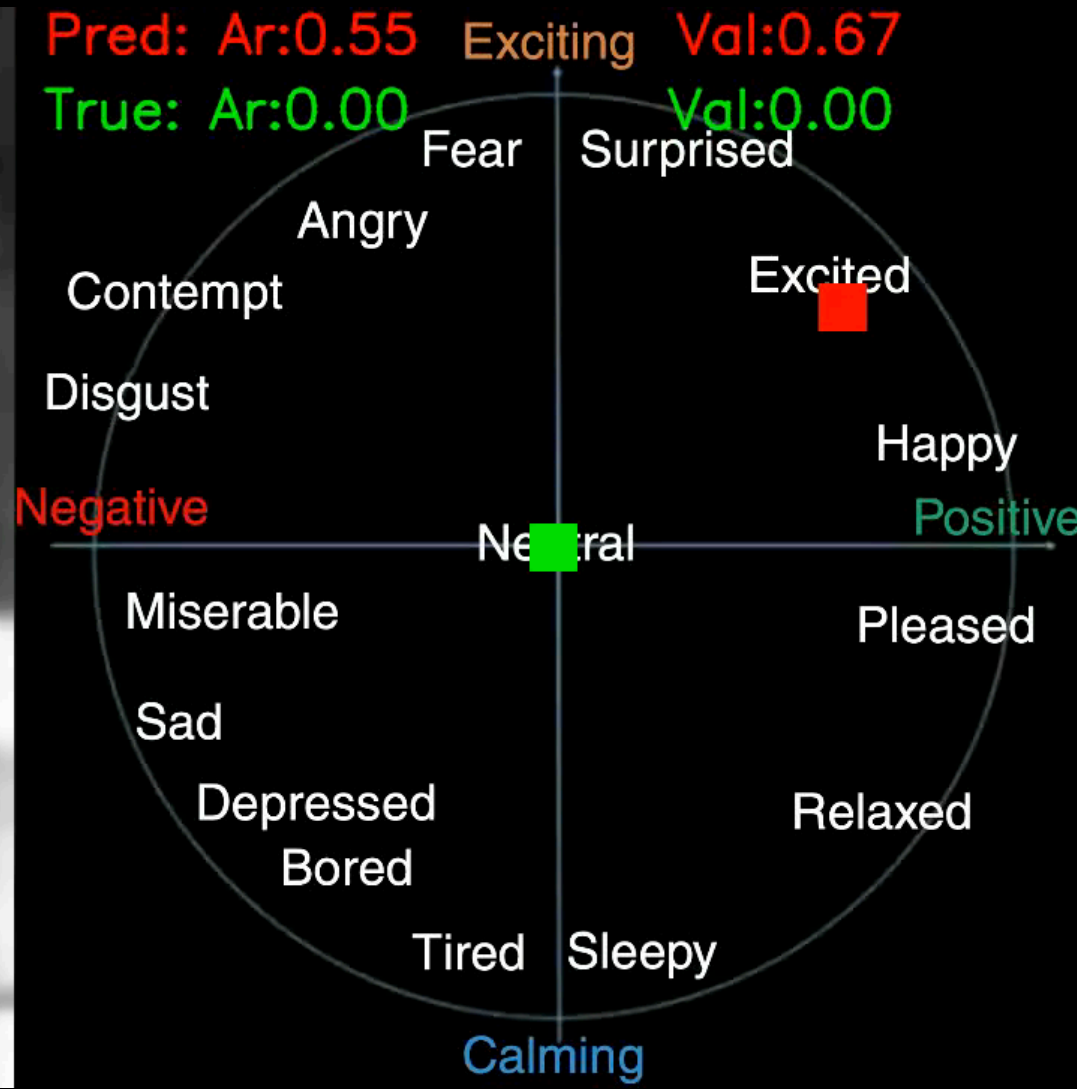 Pred: Ar:0.55 Exciting Val:0.67
True: Ar:0.00 Val:0.00
Fear Surprised
Angry
Excited
Contempt
Disgust
Happy
Negative Positive
Neutral
Miserable Pleased
Sad
Depressed Relaxed
Bored
Tired Sleepy
Calming